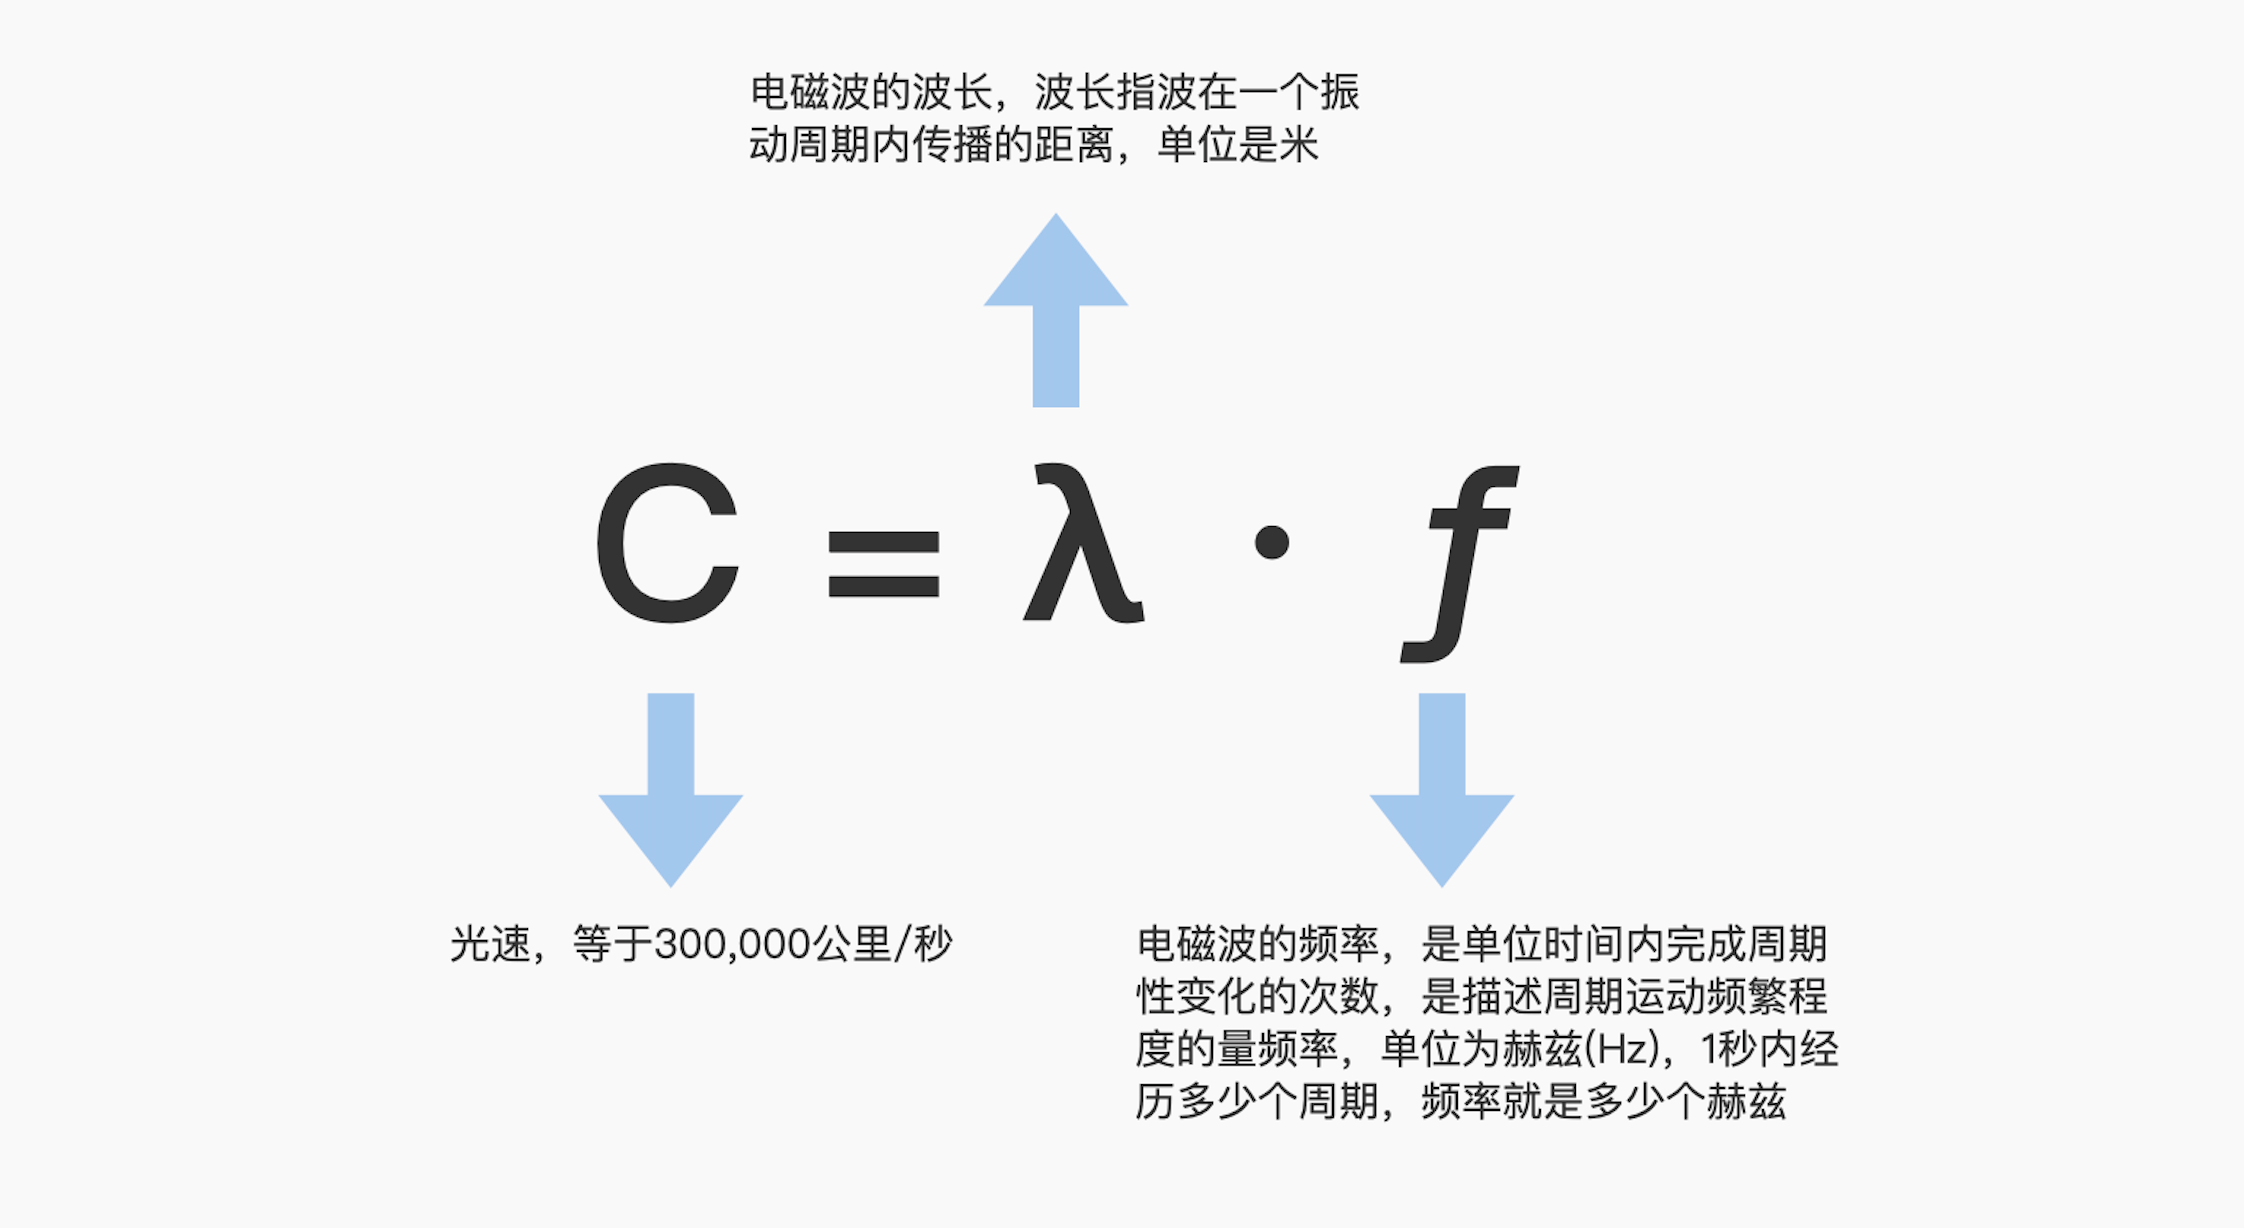 电磁波的波长，波长指波在一个振
动周期内传播的距离，单位是米
C = λ · f
光速，等于300,000公里/秒
电磁波的频率，是单位时间内完成周期
性变化的次数，是描述周期运动频繁程
度的量频率，单位为赫兹(Hz)，1秒内经
历多少个周期，频率就是多少个赫兹